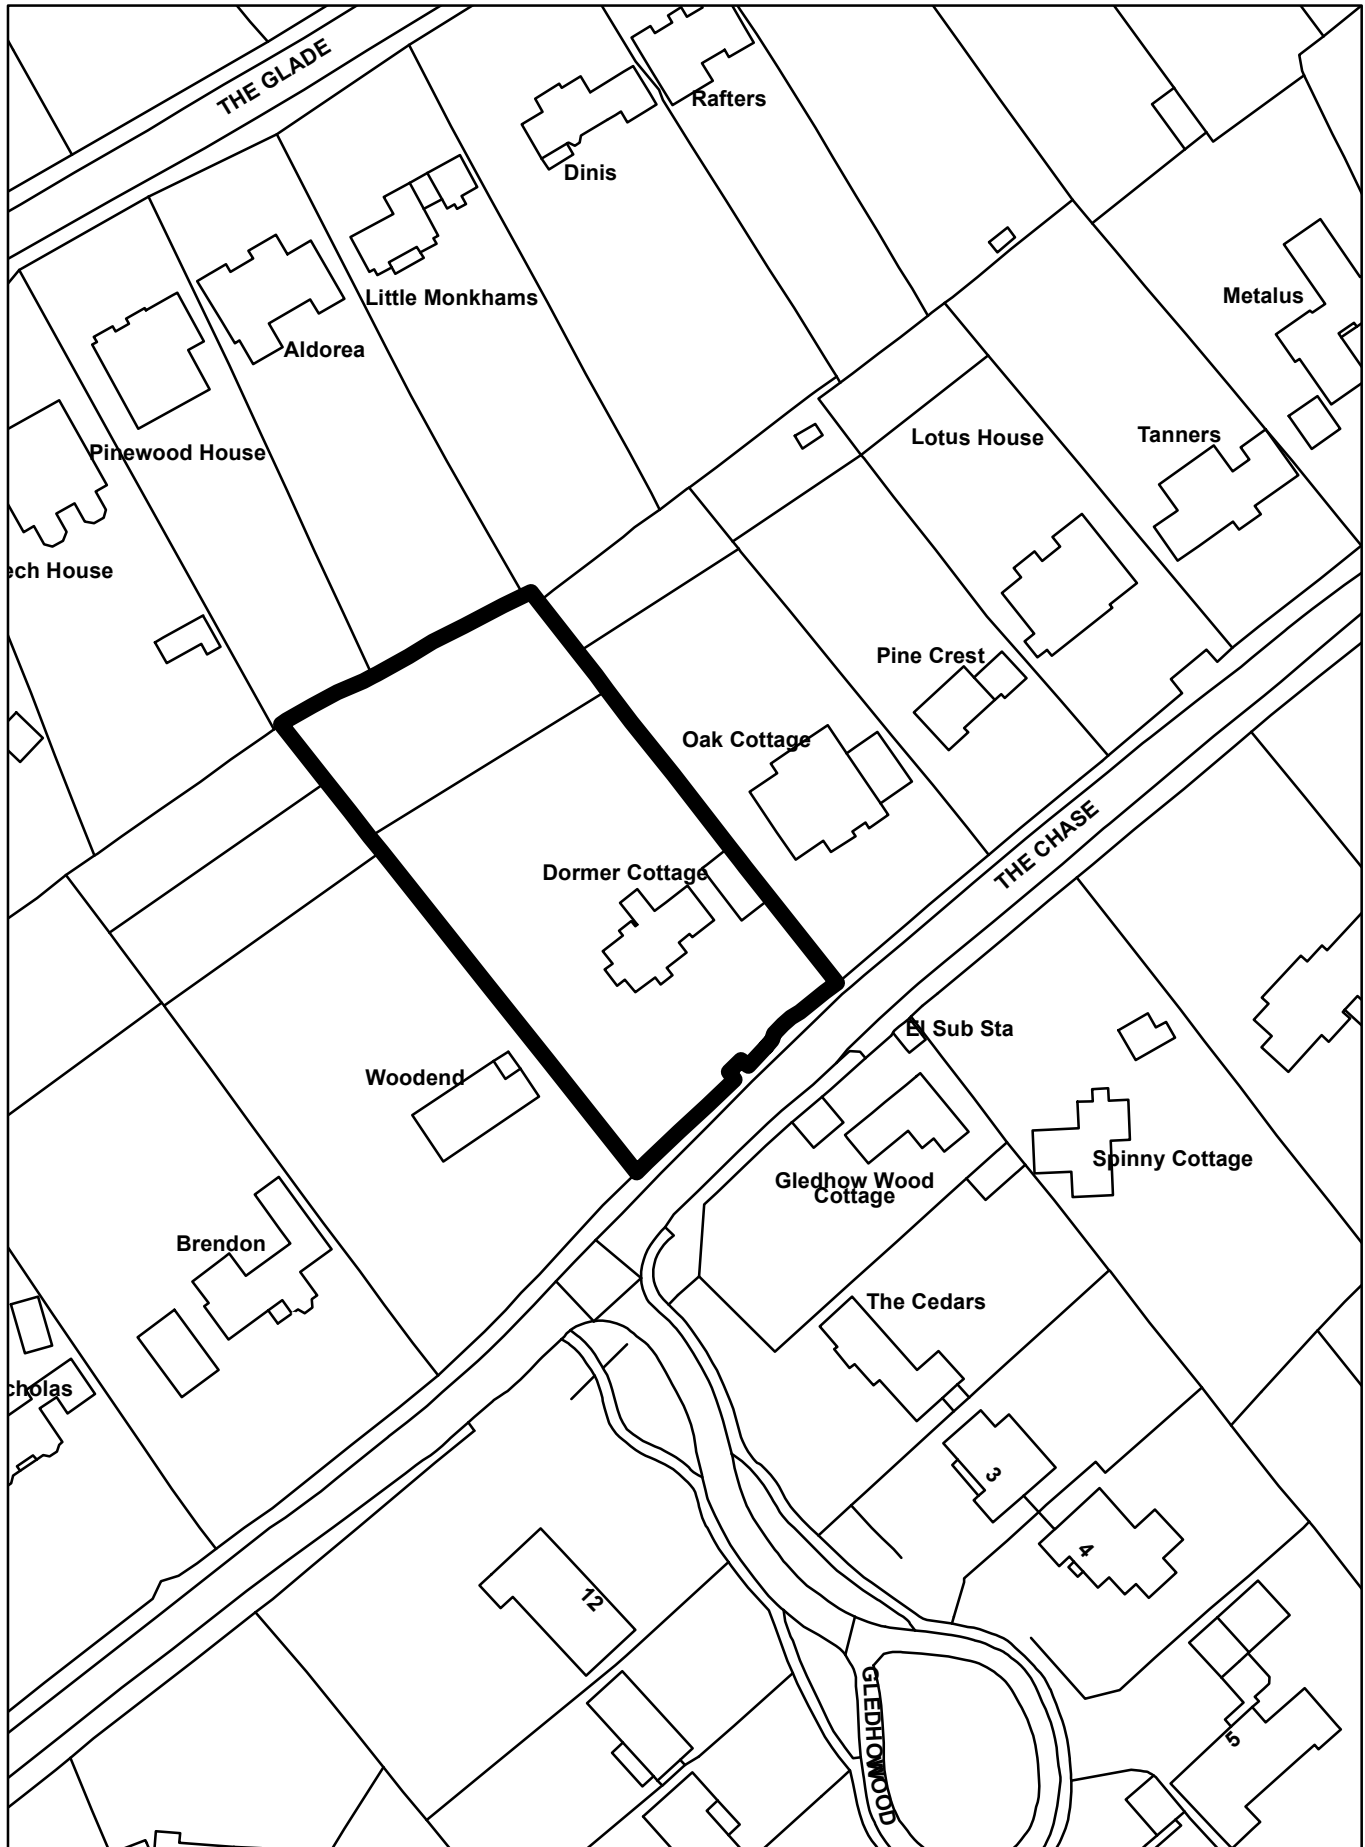 THE GLADE
Rafters
Dinis
Little Monkhams
Metalus
Aldorea
Lotus House
Tanners
Pinewood House
ech House
Pine Crest
Oak Cottage
THE CHASE
Dormer Cottage
El Sub Sta
Woodend
Spinny Cottage
Gledhow Wood
Cottage
Brendon
The Cedars
cholas
3
4
12
5
GLEDHOW
WOOD